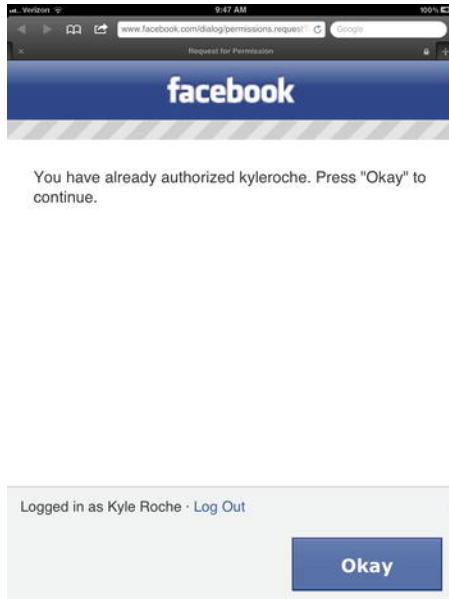 Verizon 9:47 AM 100%
www.facebook.com/dialog/permissions.request Google
Request for Permission
facebook
You have already authorized kyleroche. Press "Okay" to
continue.
Logged in as Kyle Roche · Log Out
Okay